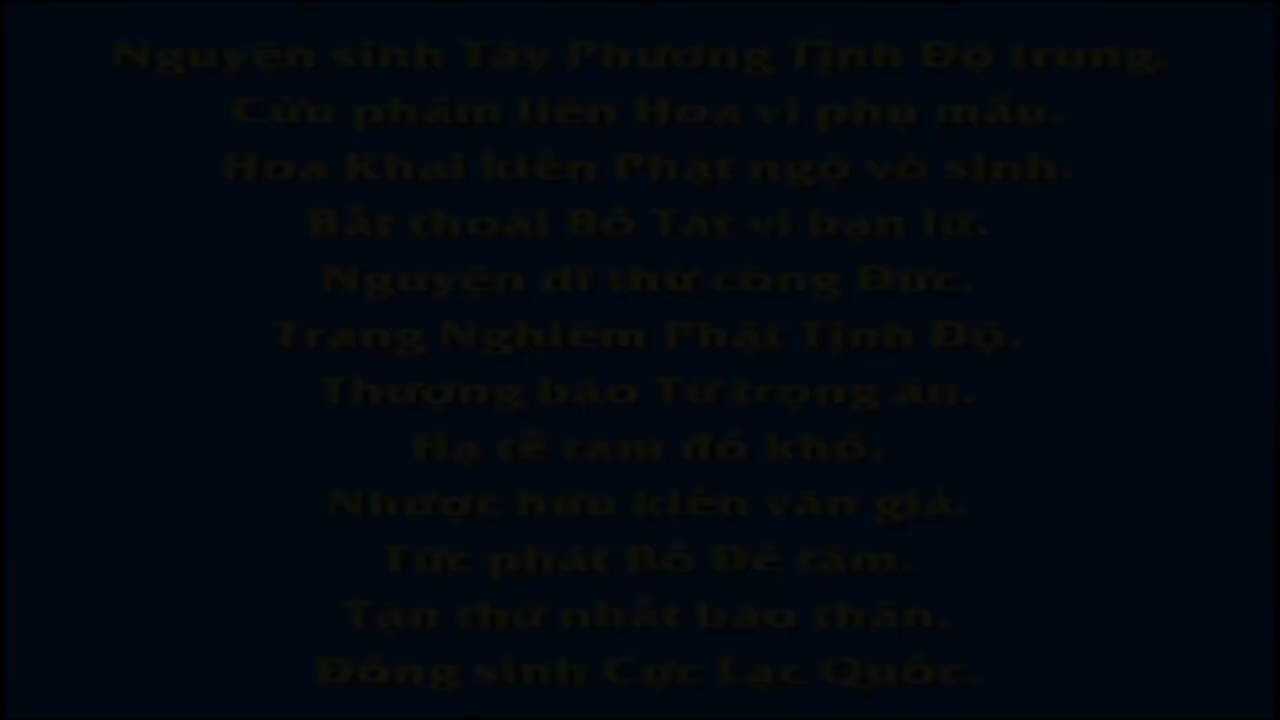 Nguyện sinh Tây Phương Tịnh Độ trung,
Cửu phẩm liên Hoa vi phụ mẫu.
Hoa Khai kiến Phật ngộ vô sinh.
Bất thoái Bồ Tát vi bạn lữ.
Nguyện dĩ thử công Đức.
Trang Nghiêm Phật Tịnh Độ.
Thượng báo Tứ trọng ân.
Hạ tế tam đồ khổ.
Nhược hữu kiến văn giả.
Tức phát Bồ Đề tâm.
Tận thử nhất báo thân.
Đồng sinh Cực Lạc Quốc.